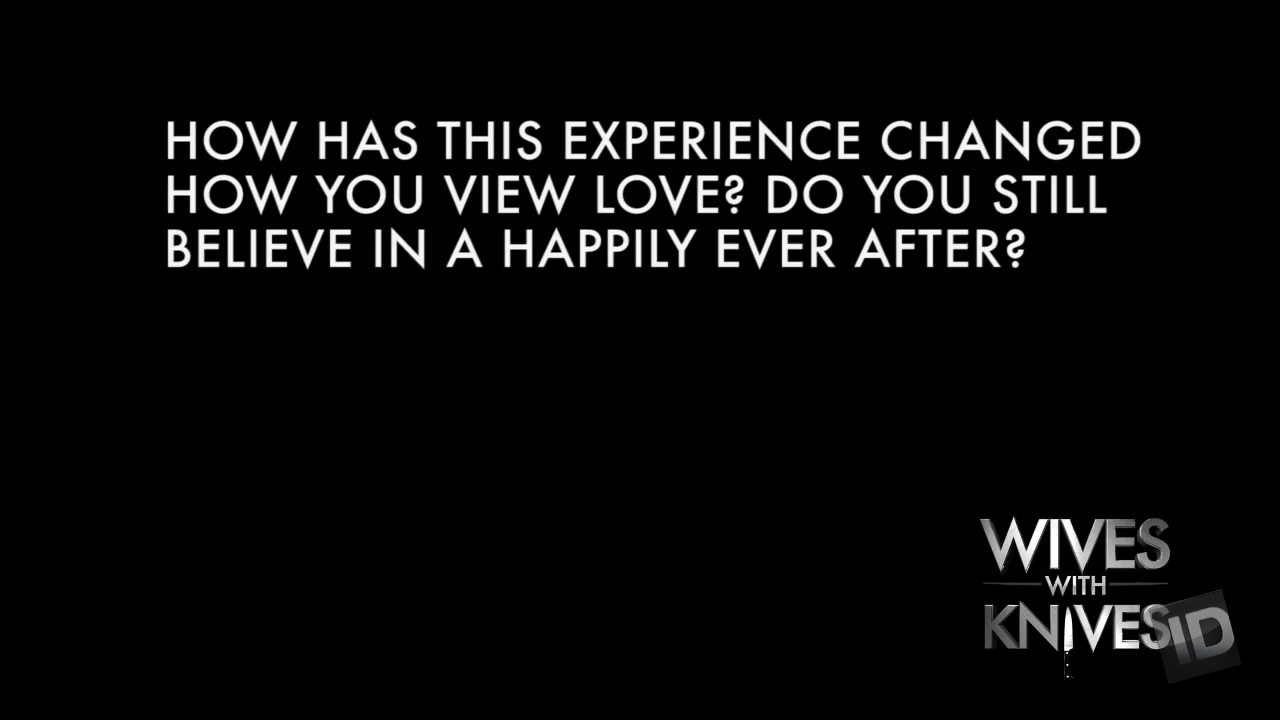 HOW HAS THIS EXPERIENCE CHANGED
HOW YOU VIEW LOVE? DO YOU STILL
BELIEVE IN A HAPPILY EVER AFTER?
WIVES
WITH
KNIVES
ID